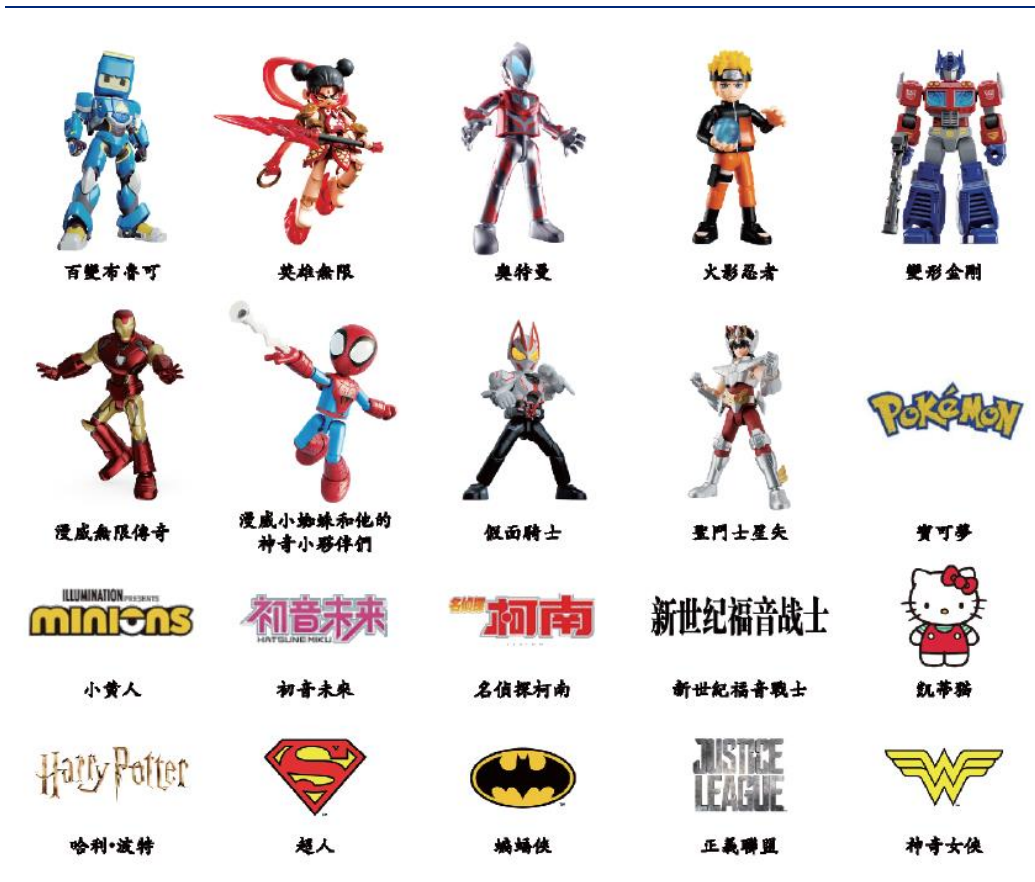 百變布魯可
英雄無限
奧特曼
火影忍者
變形金剛
漫威無限傳奇
漫威小蜘蛛和他的
神奇小夥伴們
假面騎士
聖鬥士星矢
POKéMON
寶可夢
ILLUMINATION PRESENTS
minions
小黃人
初音未来
HATSUNE MIKU
初音未來
名侦探
柯南
名偵探柯南
新世纪福音战士
新世紀福音戰士
凱蒂貓
Harry Potter
哈利•波特
S
超人
蝙蝠俠
JUSTICE
LEAGUE
正義聯盟
神奇女俠